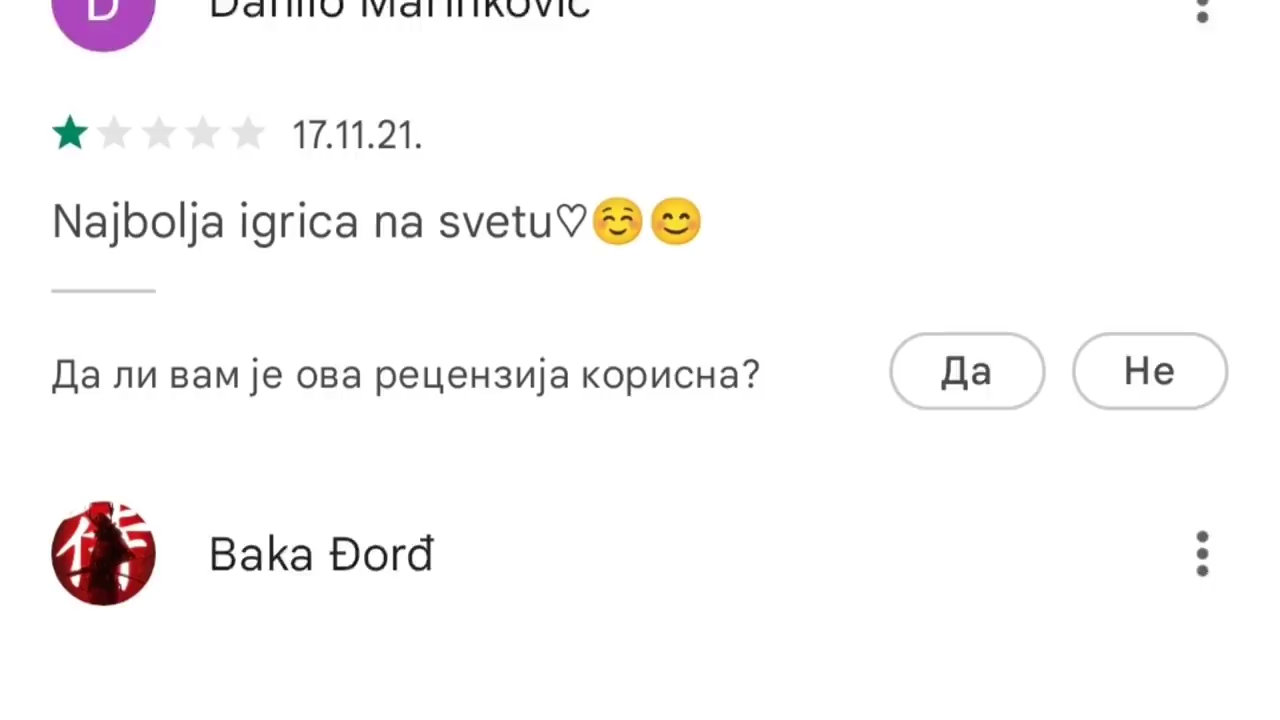 D
Danilo Marinković
17.11.21.
Najbolja igrica na svetu♡☺️😊
Да ли вам је ова рецензија корисна?
Да
Не
Baka Đorđ